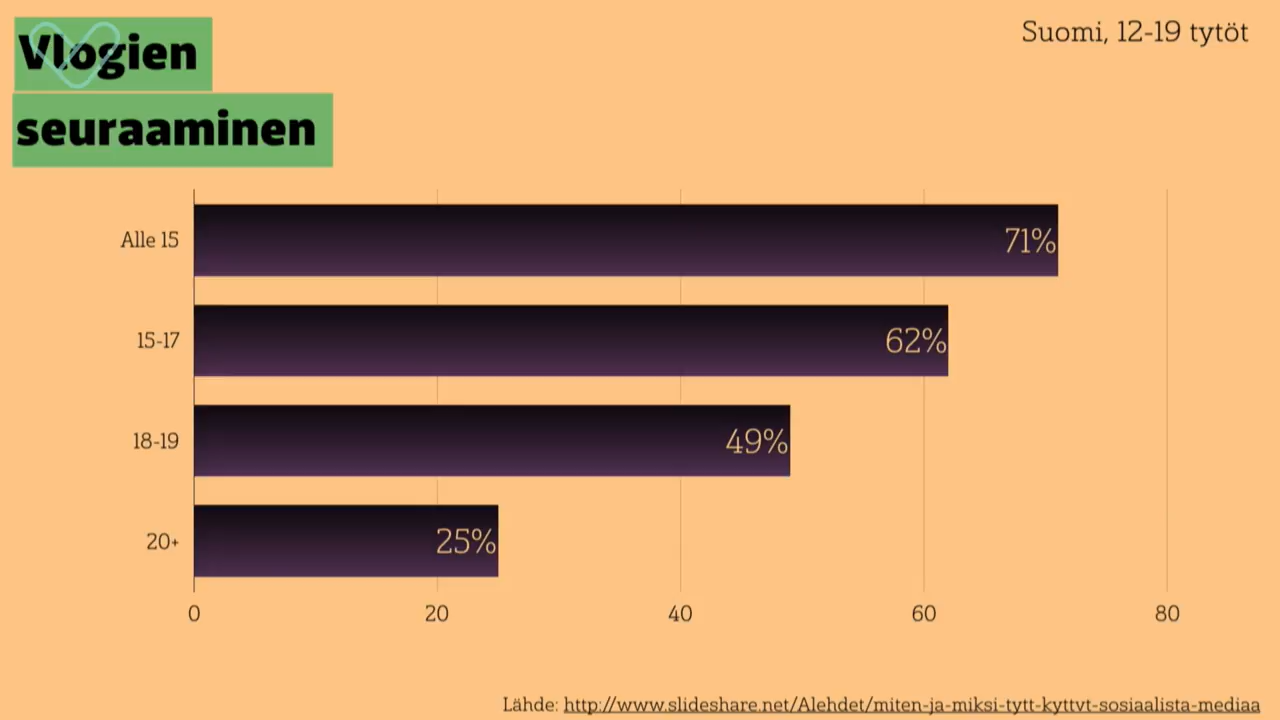 Vlogien
seuraaminen
Suomi, 12-19 tytöt
Alle 15
71%
15-17
62%
18-19
49%
20+
25%
0 20 40 60 80
Lähde: http://www.slideshare.net/Alehdet/miten-ja-miksi-tytt-kyttvt-sosiaalista-mediaa